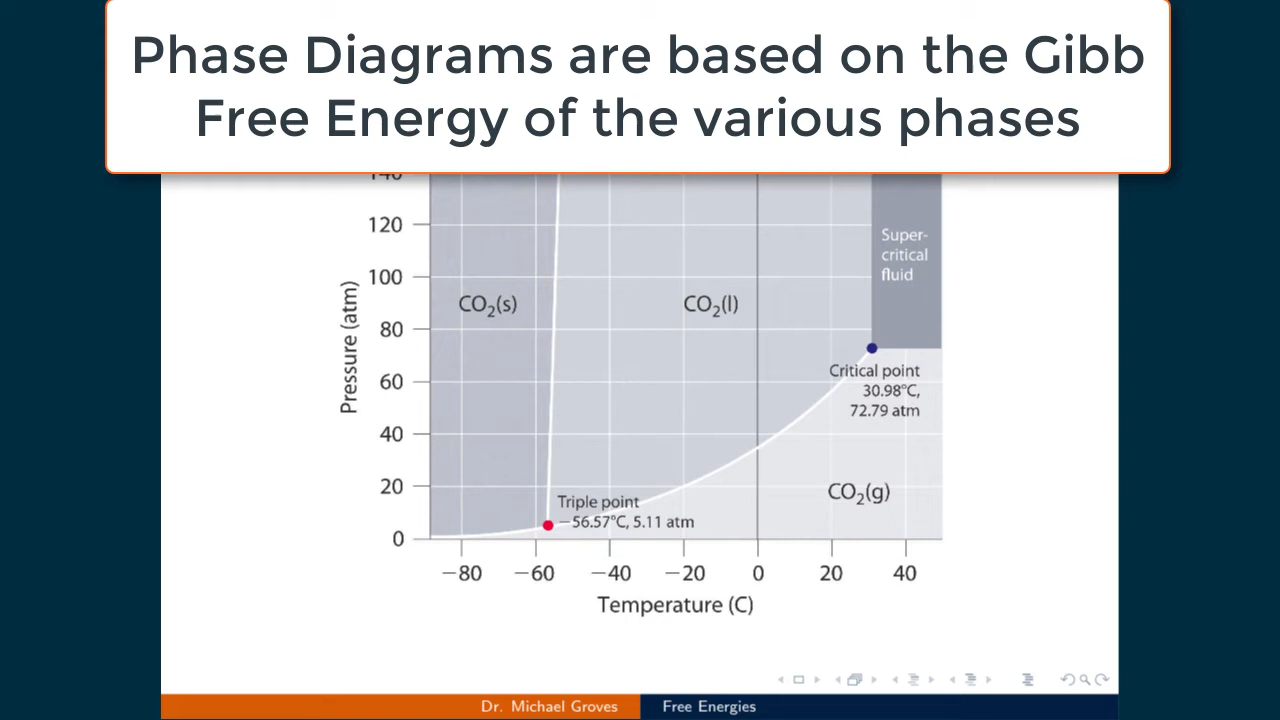 Phase Diagrams are based on the Gibb
Free Energy of the various phases
140
120
100
80
60
40
20
0
Pressure (atm)
CO₂(s)
CO₂(l)
Super-
critical
fluid
Critical point
30.98°C,
72.79 atm
CO₂(g)
Triple point
−56.57°C, 5.11 atm
−80 −60 −40 −20 0 20 40
Temperature (C)
Dr. Michael Groves Free Energies